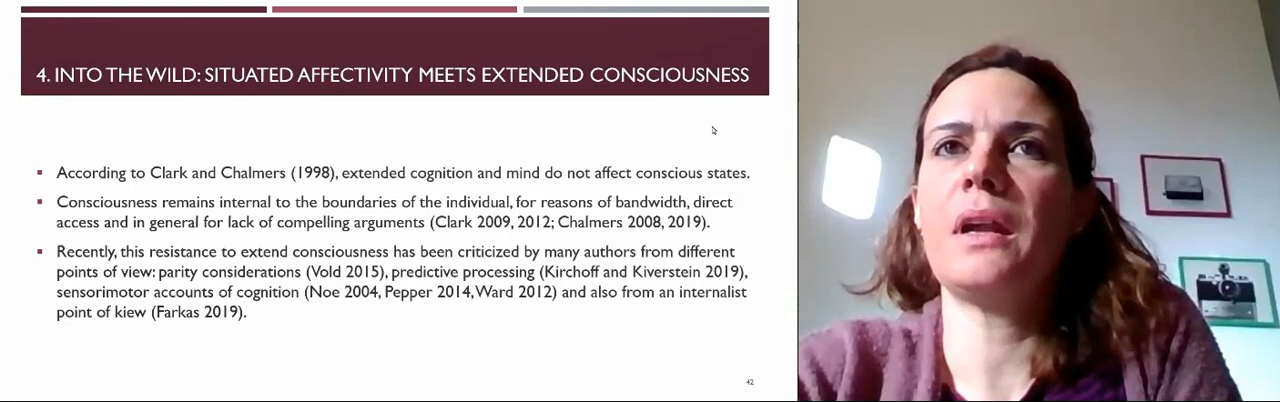 4. INTO THE WILD: SITUATED AFFECTIVITY MEETS EXTENDED CONSCIOUSNESS
▪ According to Clark and Chalmers (1998), extended cognition and mind do not affect conscious states.
▪ Consciousness remains internal to the boundaries of the individual, for reasons of bandwidth, direct
access and in general for lack of compelling arguments (Clark 2009, 2012; Chalmers 2008, 2019).
▪ Recently, this resistance to extend consciousness has been criticized by many authors from different
points of view: parity considerations (Vold 2015), predictive processing (Kirchoff and Kiverstein 2019),
sensorimotor accounts of cognition (Noe 2004, Pepper 2014, Ward 2012) and also from an internalist
point of kiew (Farkas 2019).
42